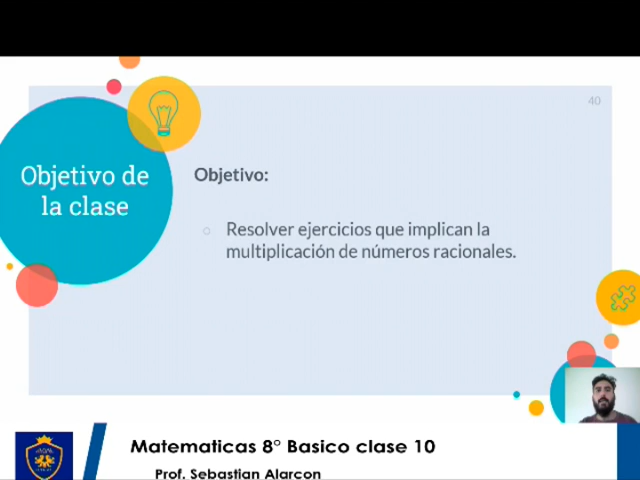 40
Objetivo de
la clase
Objetivo:
Resolver ejercicios que implican la
multiplicación de números racionales.
Matematicas 8° Basico clase 10
Prof. Sebastian Alarcon